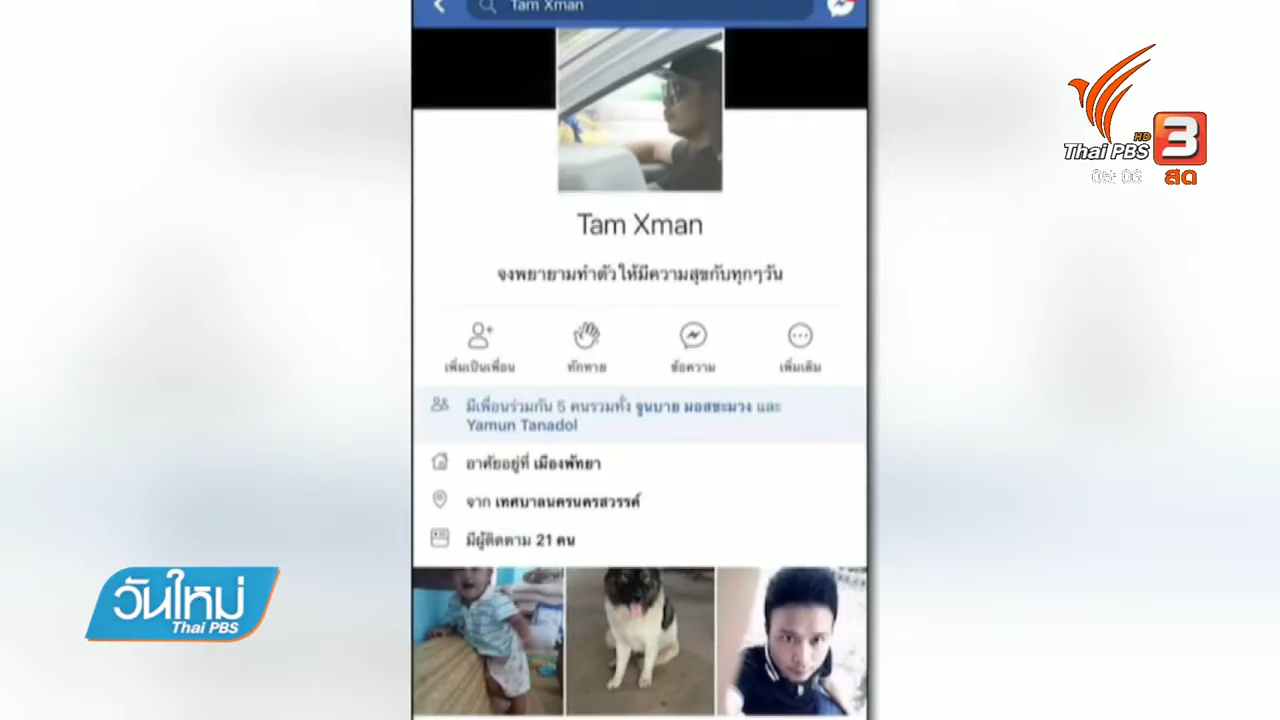 Tam Xman
HD
Thai PBS
3
05:06
สด
Tam Xman
จงพยายามทำตัวให้มีความสุขกับทุกๆวัน
เพิ่มเป็นเพื่อน
ทักทาย
ข้อความ
เพิ่มเติม
มีเพื่อนร่วมกัน 5 คนรวมทั้ง จูนบาย มอสชะมวง และ
Yamun Tanadol
อาศัยอยู่ที่ เมืองพัทยา
จาก เทศบาลนครนครสวรรค์
มีผู้ติดตาม 21 คน
วันใหม่
Thai PBS